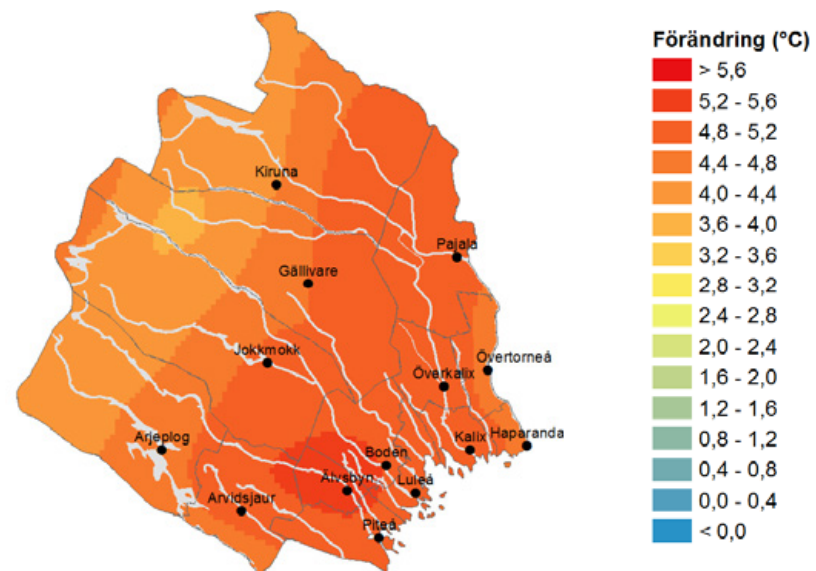 Förändring (°C)
> 5,6
5,2 - 5,6
4,8 - 5,2
4,4 - 4,8
4,0 - 4,4
3,6 - 4,0
3,2 - 3,6
2,8 - 3,2
2,4 - 2,8
2,0 - 2,4
1,6 - 2,0
1,2 - 1,6
0,8 - 1,2
0,4 - 0,8
0,0 - 0,4
< 0,0
Kiruna
Pajala
Gällivare
Jokkmokk
Övertorneå
Överkalix
Arjeplog
Kalix
Haparanda
Boden
Älvsbyn
Luleå
Arvidsjaur
Piteå